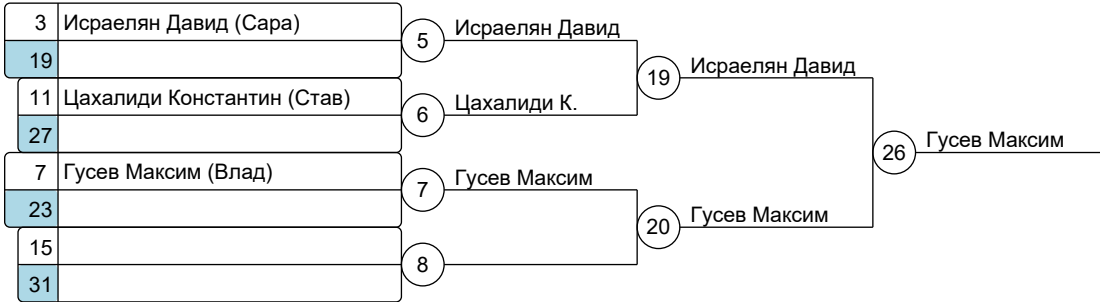 3 Исраелян Давид (Сара)
19
11 Цахалиди Константин (Став)
27
7 Гусев Максим (Влад)
23
15
31
5 Исраелян Давид
6 Цахалиди К.
7 Гусев Максим
8
19 Исраелян Давид
20 Гусев Максим
26 Гусев Максим